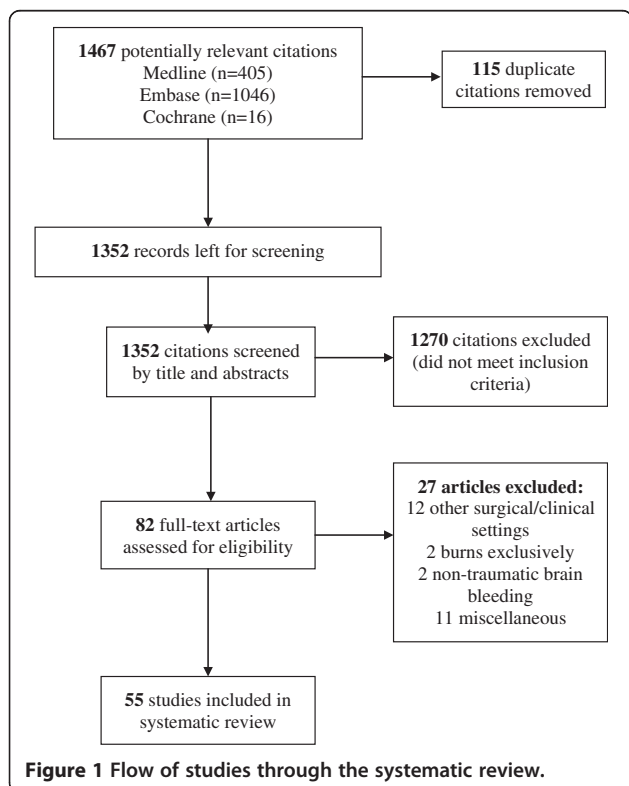 1467 potentially relevant citations
Medline (n=405)
Embase (n=1046)
Cochrane (n=16)
115 duplicate
citations removed
1352 records left for screening
1352 citations screened
by title and abstracts
1270 citations excluded
(did not meet inclusion
criteria)
82 full-text articles
assessed for eligibility
27 articles excluded:
12 other surgical/clinical
settings
2 burns exclusively
2 non-traumatic brain
bleeding
11 miscellaneous
55 studies included in
systematic review
Figure 1 Flow of studies through the systematic review.